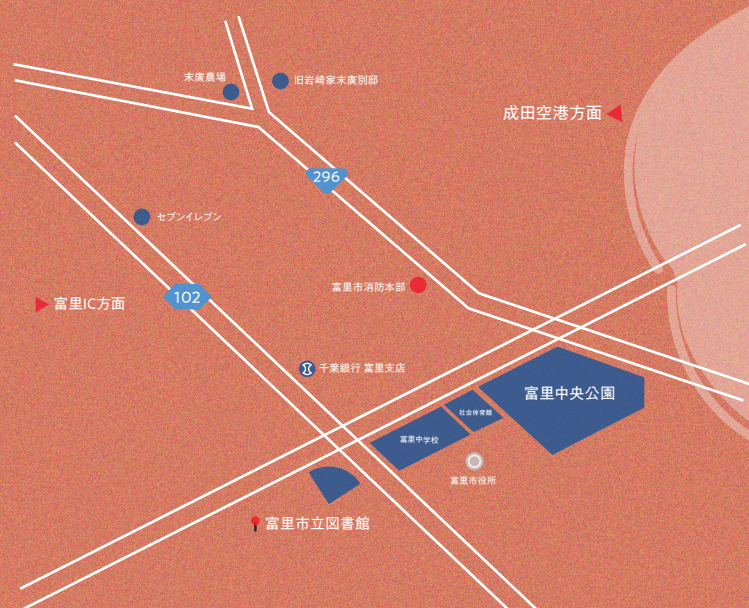 末廣農場
旧岩崎家末廣別邸
成田空港方面
296
セブンイレブン
富里市消防本部
102
富里IC方面
千葉銀行 富里支店
富里中央公園
社会体育館
富里中学校
富里市役所
富里市立図書館